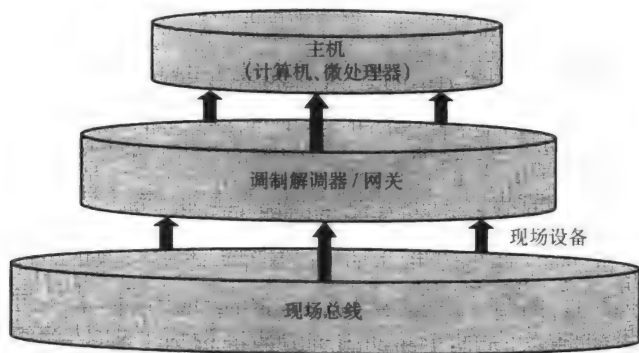 主机
(计算机、微处理器)
调制解调器/网关
现场设备
现场总线